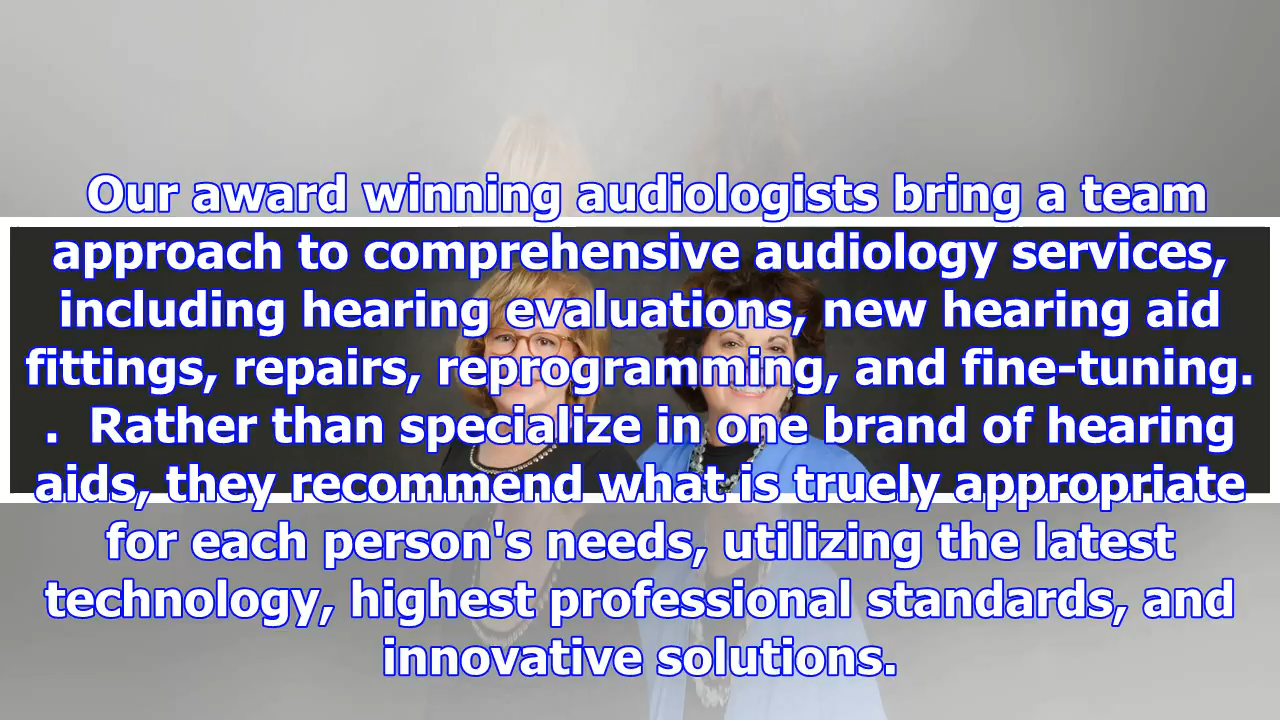 Our award winning audiologists bring a team
approach to comprehensive audiology services,
including hearing evaluations, new hearing aid
fittings, repairs, reprogramming, and fine-tuning.
.  Rather than specialize in one brand of hearing
aids, they recommend what is truely appropriate
for each person's needs, utilizing the latest
technology, highest professional standards, and
innovative solutions.